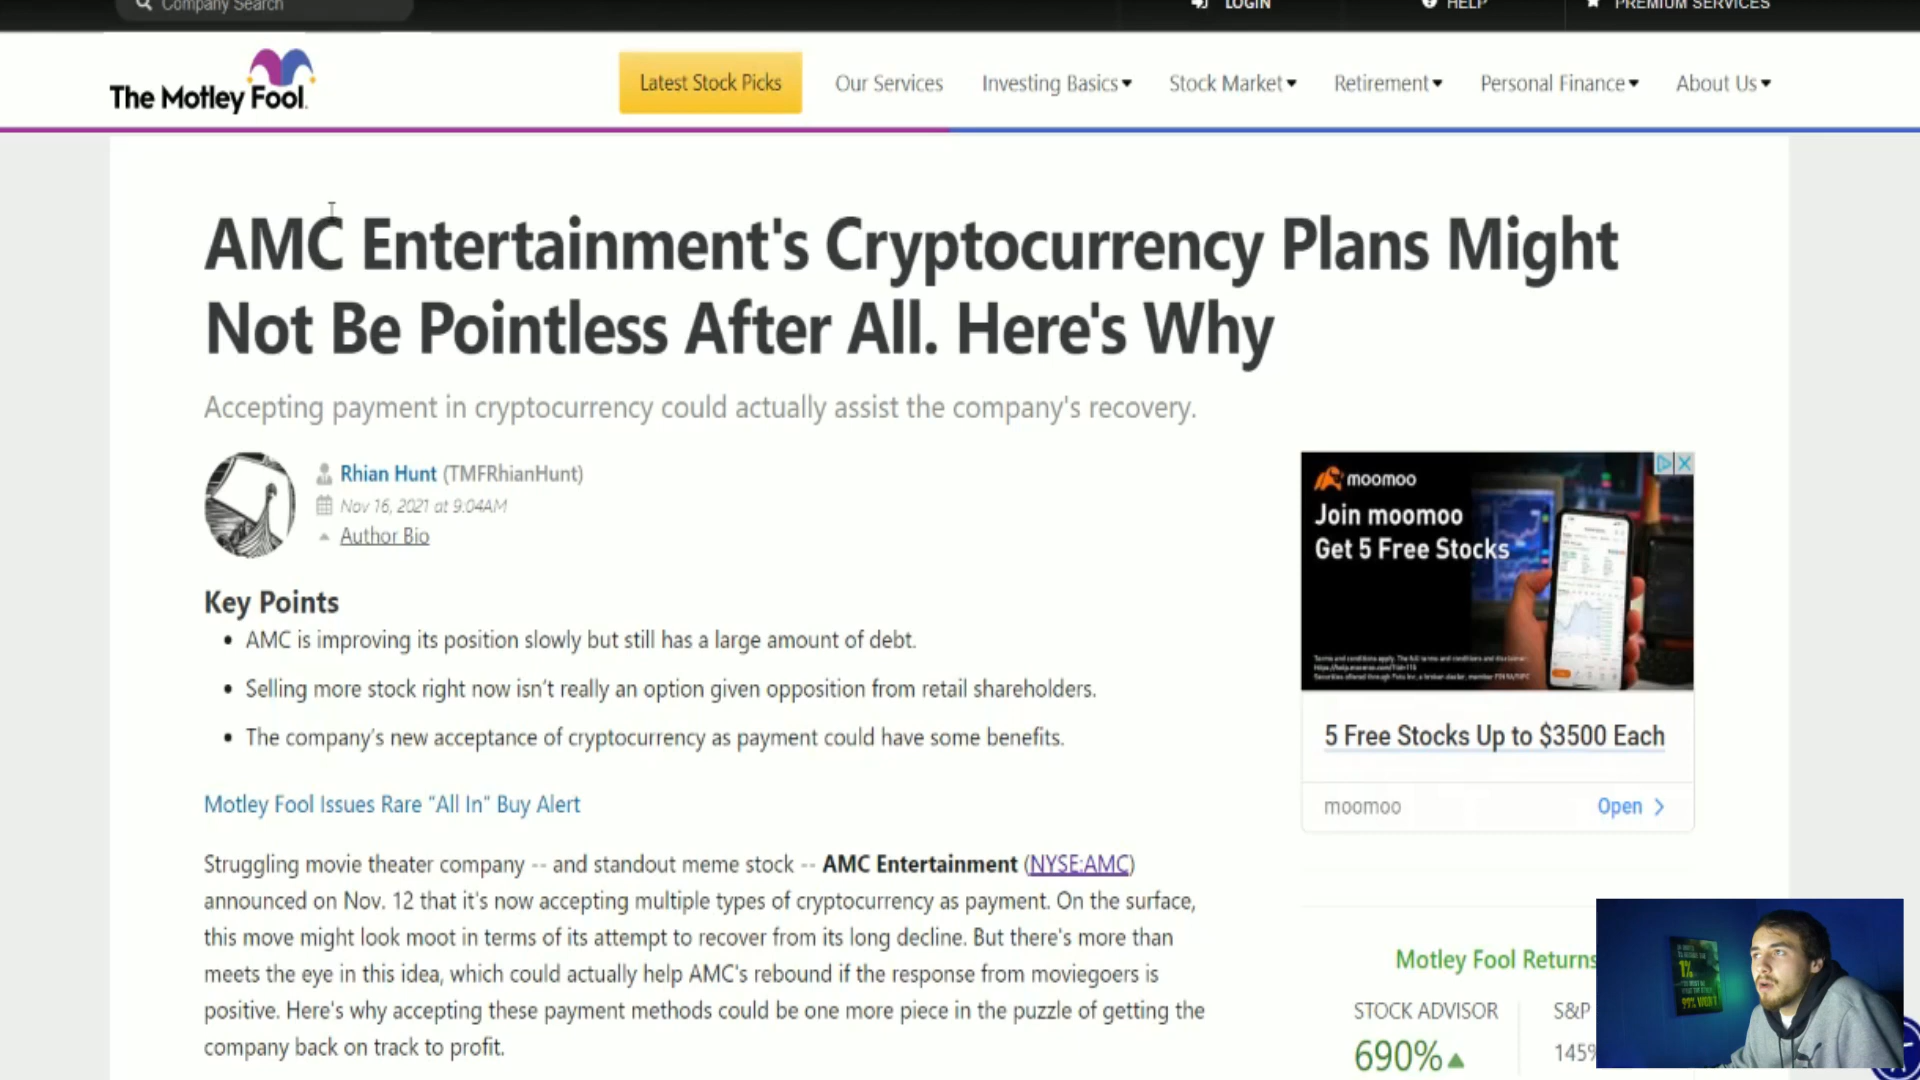 Company Search
LOGIN
HELP
PREMIUM SERVICES
The Motley Fool.
Latest Stock Picks
Our Services
Investing Basics
Stock Market
Retirement
Personal Finance
About Us
AMC Entertainment's Cryptocurrency Plans Might
Not Be Pointless After All. Here's Why
Accepting payment in cryptocurrency could actually assist the company's recovery.
Rhian Hunt (TMFRhianHunt)
Nov 16, 2021 at 9:04AM
Author Bio
Key Points
• AMC is improving its position slowly but still has a large amount of debt.
• Selling more stock right now isn't really an option given opposition from retail shareholders.
• The company's new acceptance of cryptocurrency as payment could have some benefits.
Motley Fool Issues Rare "All In" Buy Alert
Struggling movie theater company -- and standout meme stock -- AMC Entertainment (NYSE:AMC)
announced on Nov. 12 that it's now accepting multiple types of cryptocurrency as payment. On the surface,
this move might look moot in terms of its attempt to recover from its long decline. But there's more than
meets the eye in this idea, which could actually help AMC's rebound if the response from moviegoers is
positive. Here's why accepting these payment methods could be one more piece in the puzzle of getting the
company back on track to profit.
moomoo
Join moomoo
Get 5 Free Stocks
5 Free Stocks Up to $3500 Each
moomoo
Open
Motley Fool Returns
STOCK ADVISOR
S&P
690%
145%
1%
99% WON'T